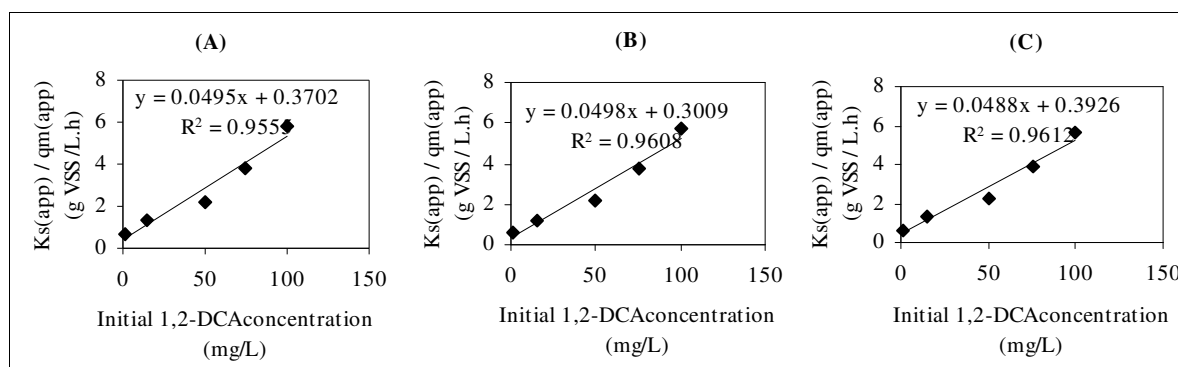 (A)
Ks(app) / qm(app)
(g VSS /L.h)
8
6
4
2
0
y = 0.0495x + 0.3702
R² = 0.9555
0 50 100 150
Initial 1,2-DCAconcentration
(mg/L)
(B)
Ks(app) / qm(app)
(g VSS / L.h)
8
6
4
2
0
y = 0.0498x + 0.3009
R² = 0.9608
0 50 100 150
Initial 1,2-DCAconcentration
(mg/L)
(C)
Ks(app) / qm(app)
(g VSS / L.h)
8
6
4
2
0
y = 0.0488x + 0.3926
R² = 0.9612
0 50 100 150
Initial 1,2-DCAconcentration
(mg/L)